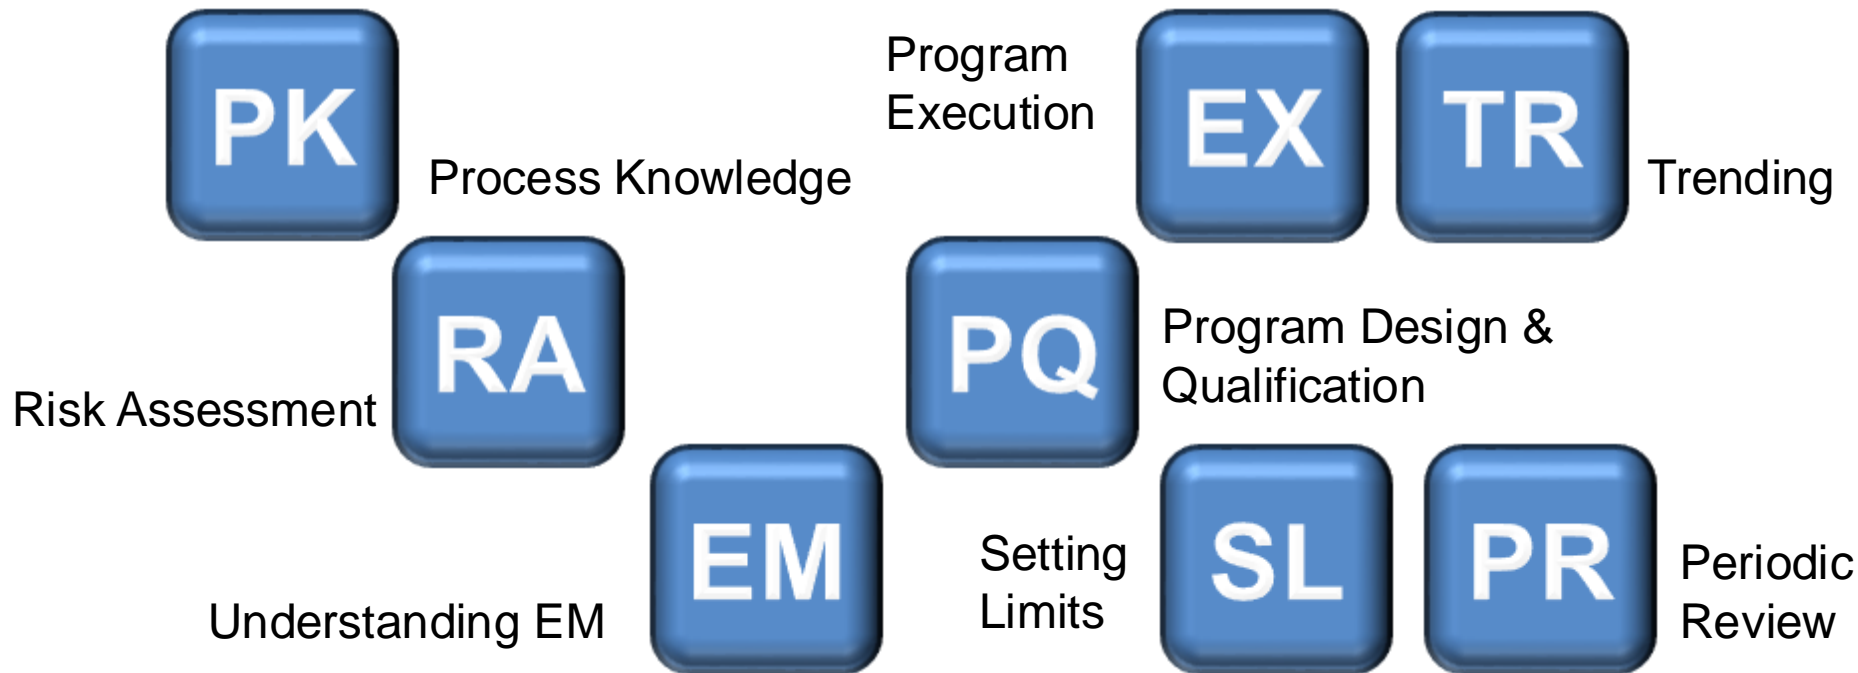 PK
Process Knowledge
RA
Risk Assessment
EM
Understanding EM
PQ
Program Design &
Qualification
Program
Execution
EX
TR
Trending
Setting
Limits
SL
PR
Periodic
Review